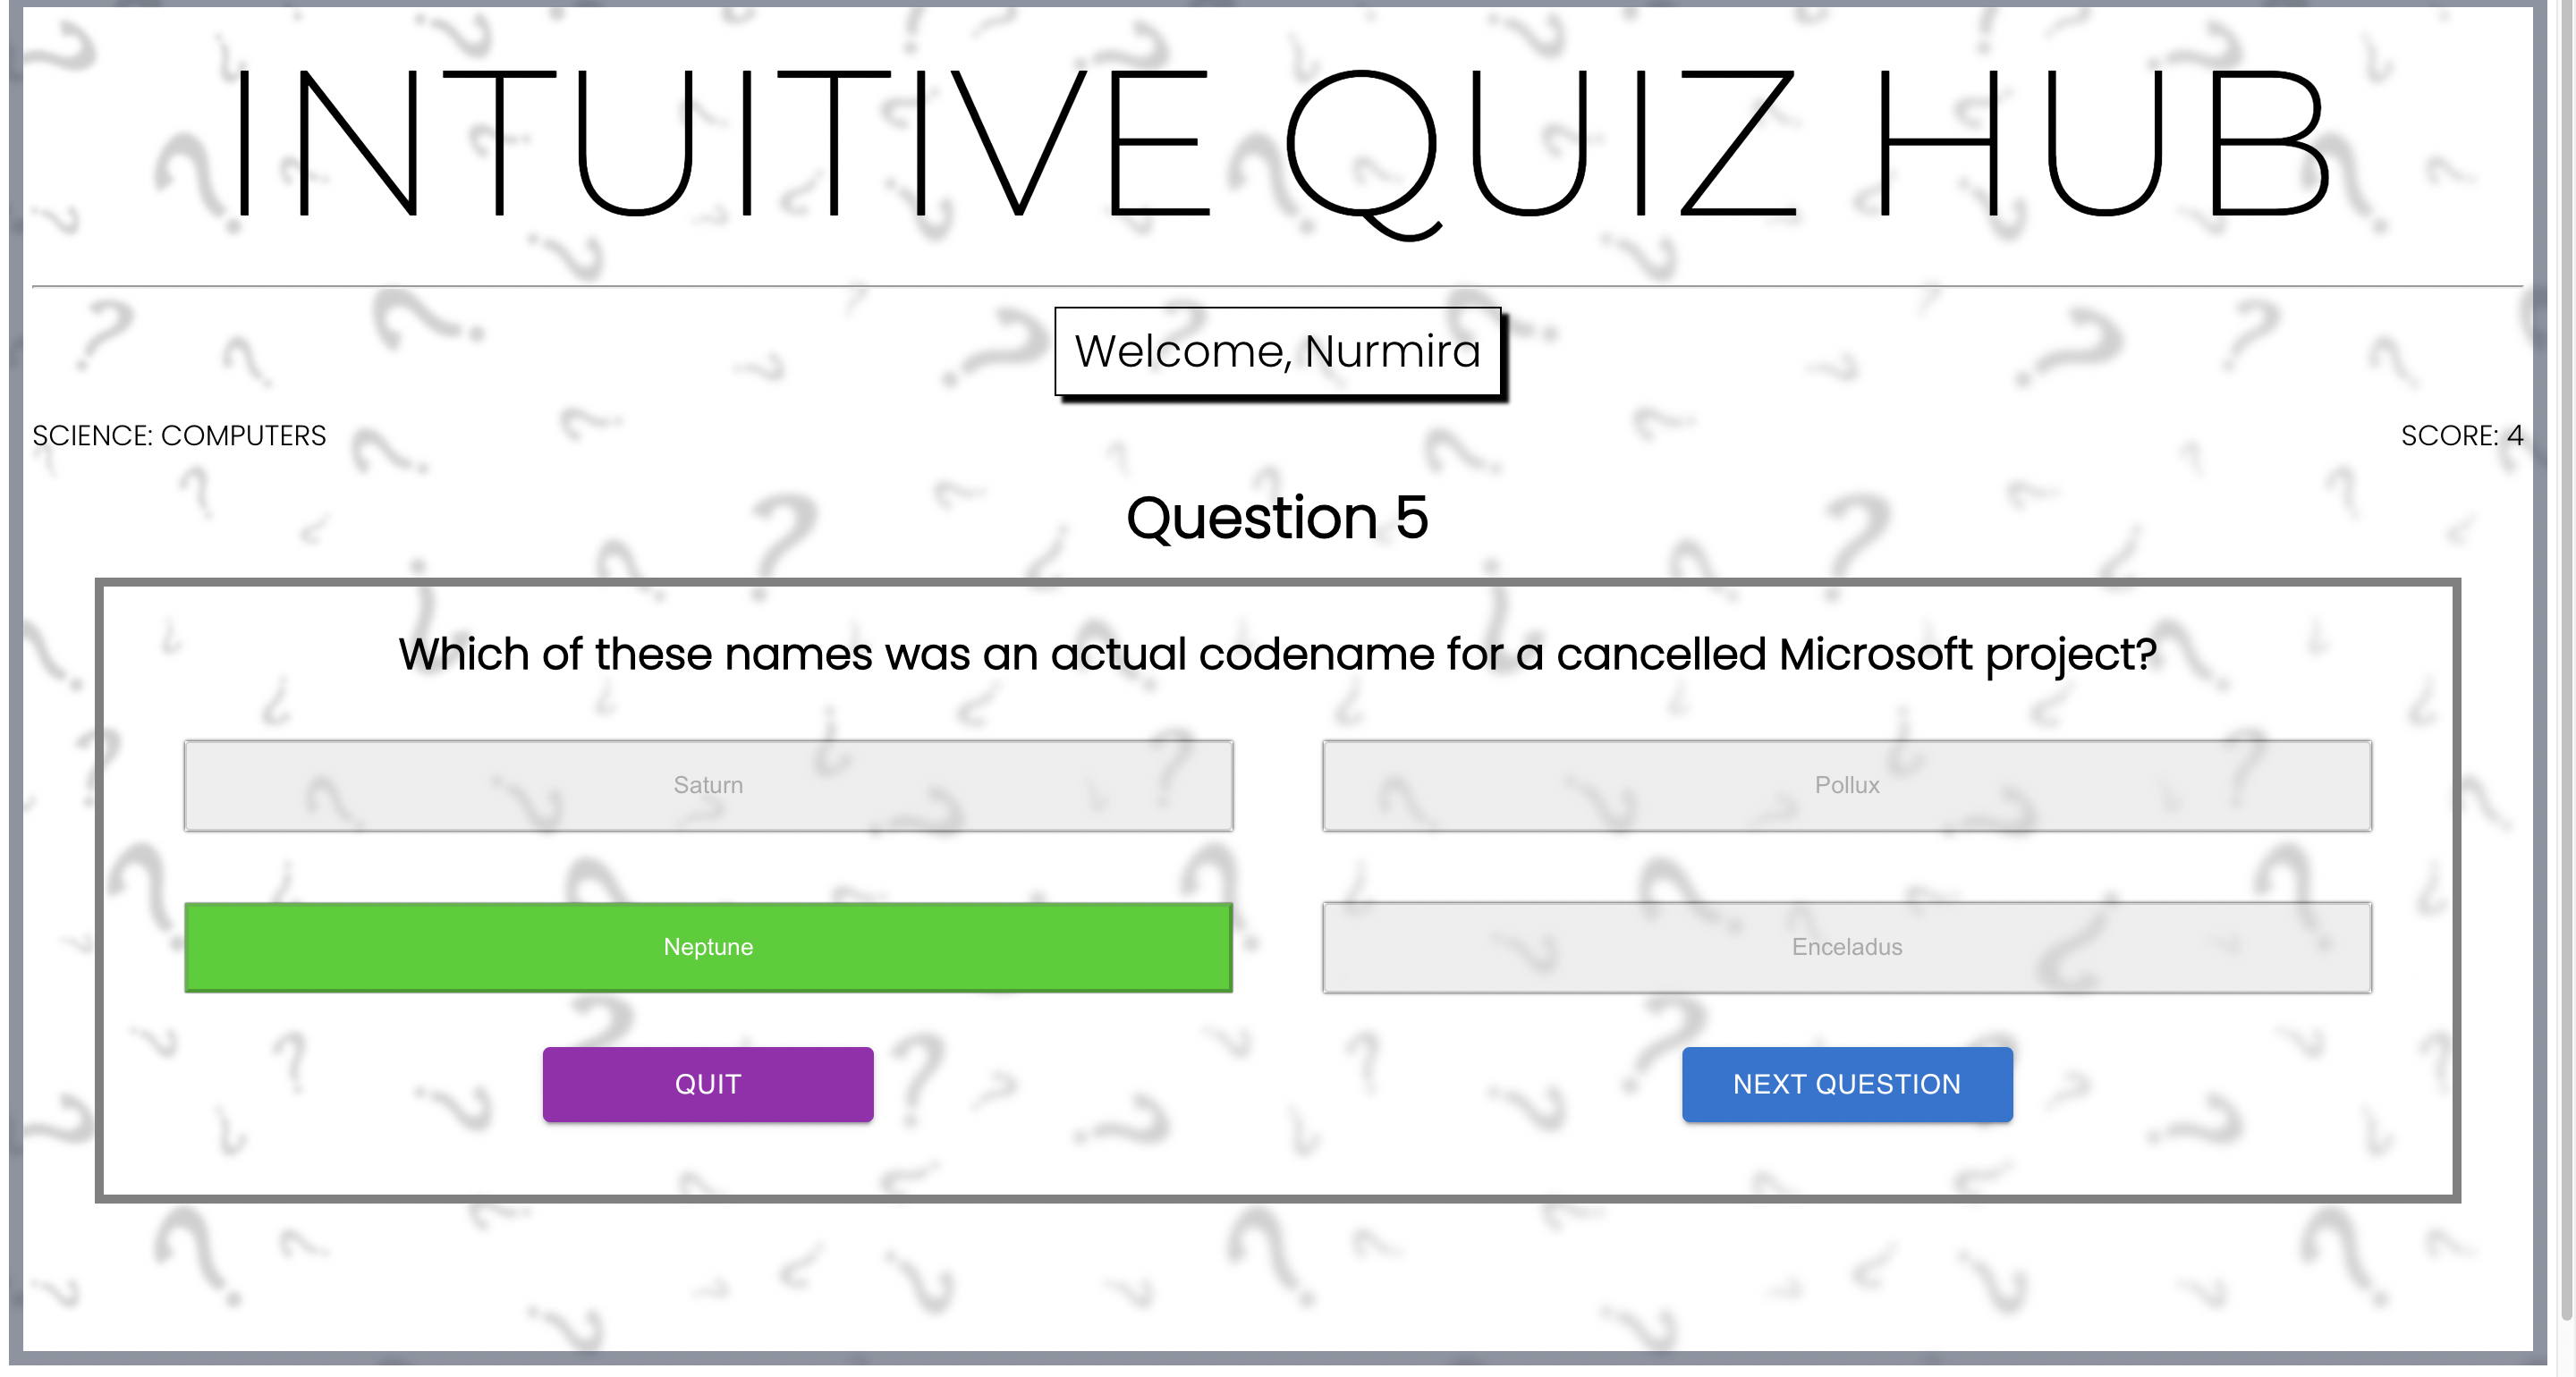 INTUITIVE QUIZ HUB
Welcome, Nurmira
SCIENCE: COMPUTERS
SCORE: 4
Question 5
Which of these names was an actual codename for a cancelled Microsoft project?
Saturn
Pollux
Neptune
Enceladus
QUIT
NEXT QUESTION